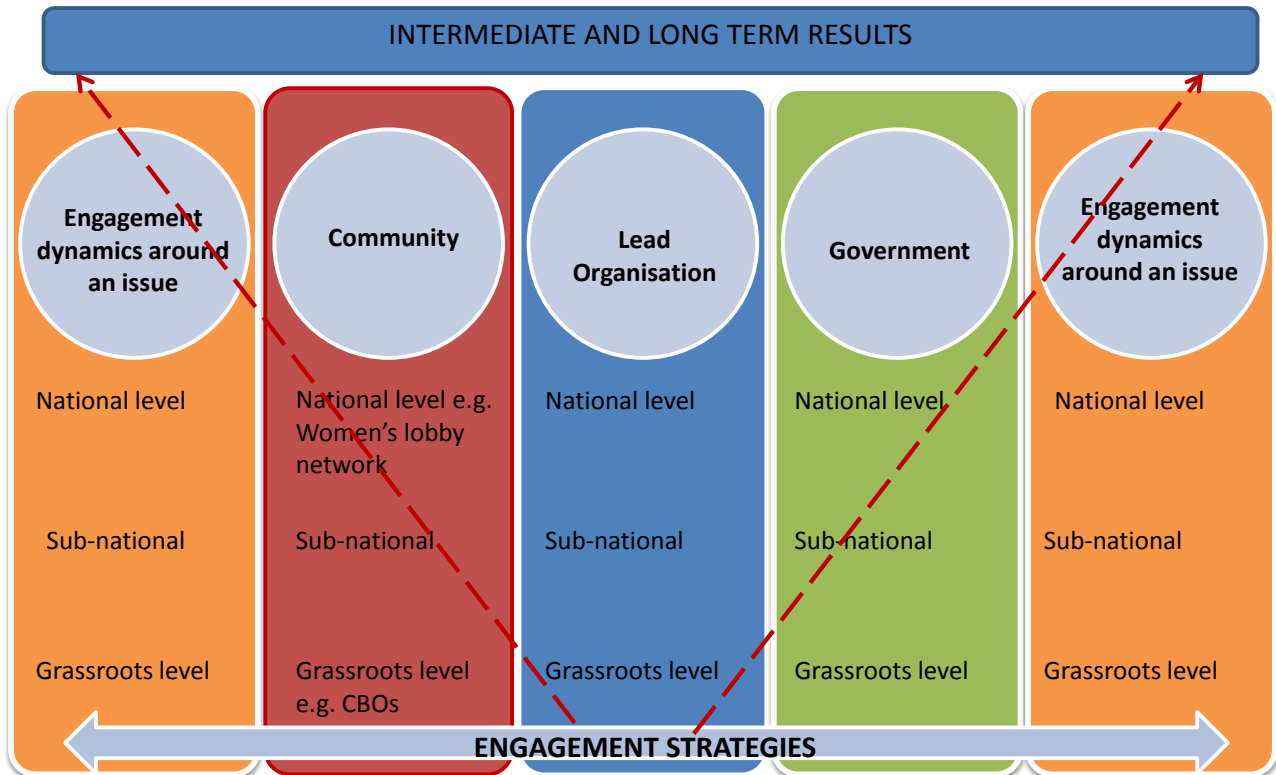 INTERMEDIATE AND LONG TERM RESULTS
Engagement
dynamics around
an issue
National level
Sub-national
Grassroots level
Community
National level e.g.
Women’s lobby
network
Sub-national
Grassroots level
e.g. CBOs
Lead
Organisation
National level
Sub-national
Grassroots level
Government
National level
Sub-national
Grassroots level
Engagement
dynamics
around an issue
National level
Sub-national
Grassroots level
ENGAGEMENT STRATEGIES